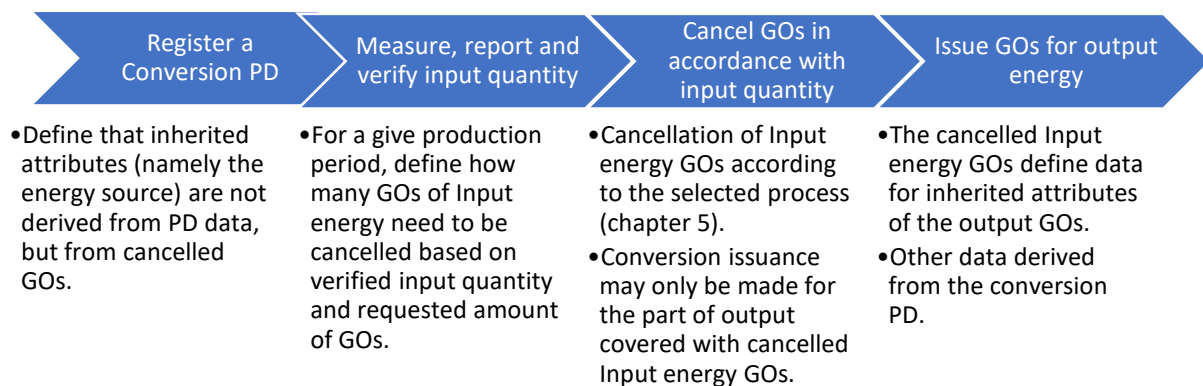 Register a
Conversion PD
Measure, report and
verify input quantity
Cancel GOs in
accordance with
input quantity
Issue GOs for output
energy
•Define that inherited
attributes (namely the
energy source) are not
derived from PD data,
but from cancelled
GOs.
•For a give production
period, define how
many GOs of Input
energy need to be
cancelled based on
verified input quantity
and requested amount
of GOs.
•Cancellation of Input
energy GOs according
to the selected process
(chapter 5).
•Conversion issuance
may only be made for
the part of output
covered with cancelled
Input energy GOs.
•The cancelled Input
energy GOs define data
for inherited attributes
of the output GOs.
•Other data derived
from the conversion
PD.